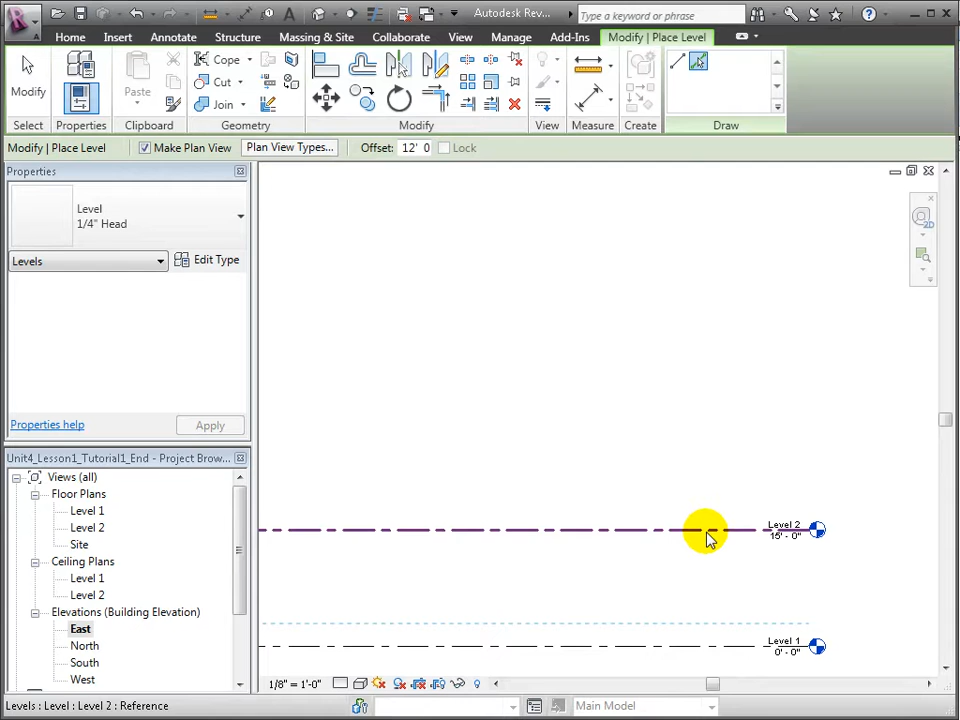 Autodesk Rev...
Type a keyword or phrase
Home Insert Annotate Structure Massing & Site Collaborate View Manage Add-Ins Modify | Place Level
Modify Paste Cope
Cut
Join
Select Properties Clipboard Geometry Modify View Measure Create Draw
Modify | Place Level Make Plan View Plan View Types... Offset: 12' 0 Lock
Properties
Level
1/4" Head
Levels Edit Type
Properties help Apply
Unit4_Lesson1_Tutorial1_End - Project Brow...
Views (all)
Floor Plans
Level 1
Level 2
Site
Ceiling Plans
Level 1
Level 2
Elevations (Building Elevation)
East
North
South
West
2D
Level 2
15' - 0"
Level 1
0' - 0"
1/8" = 1'-0"
Levels : Level : Level 2 : Reference
Main Model